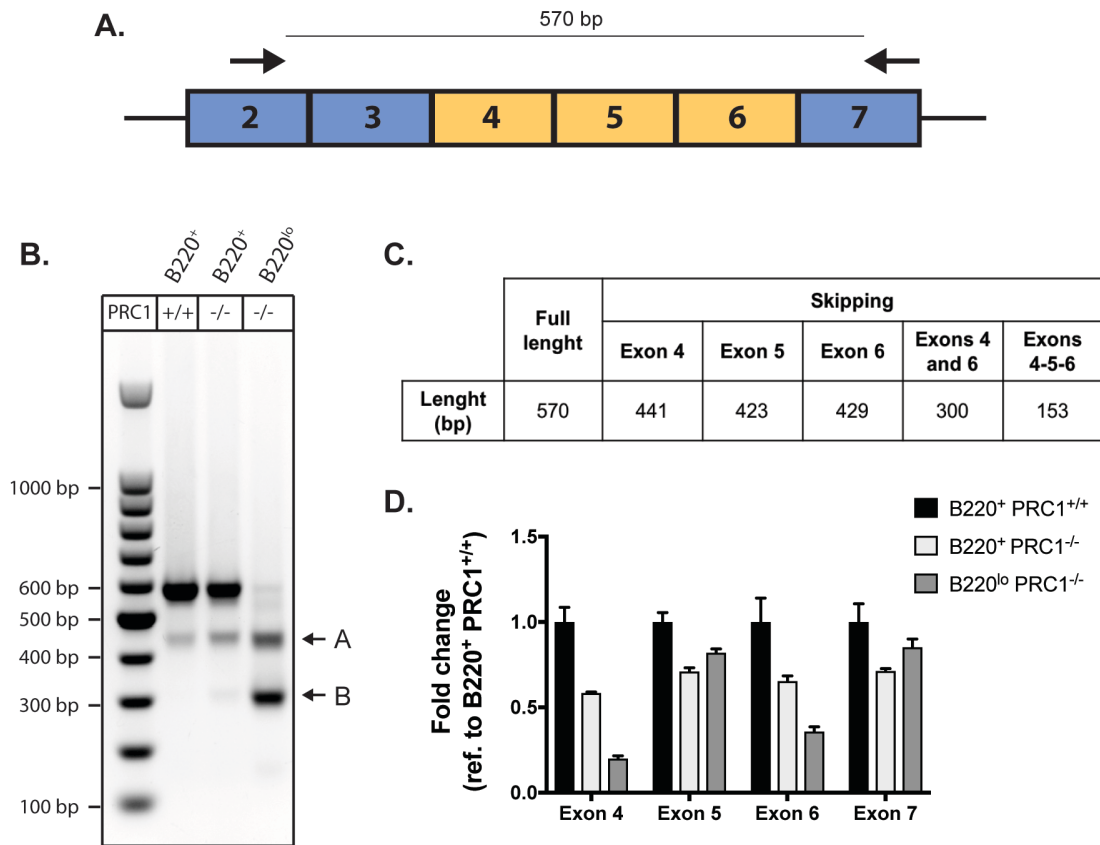 A.
570 bp
2 3 4 5 6 7
B.
B220+ B220+ B220lo
PRC1 +/+ -/- -/-
1000 bp
600 bp
500 bp
400 bp
300 bp
100 bp
A
B
C.
Full lenght
Skipping
Exon 4 Exon 5 Exon 6 Exons 4 and 6 Exons 4-5-6
Lenght (bp) 570 441 423 429 300 153
D.
B220+ PRC1+/+
B220+ PRC1-/-
B220lo PRC1-/-
Fold change
(ref. to B220+ PRC1+/+)
1.5
1.0
0.5
0.0
Exon 4 Exon 5 Exon 6 Exon 7